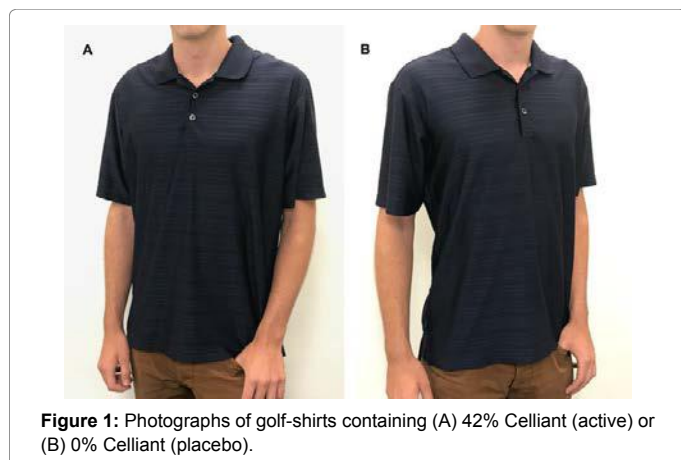 A
B
Figure 1: Photographs of golf-shirts containing (A) 42% Celliant (active) or
(B) 0% Celliant (placebo).